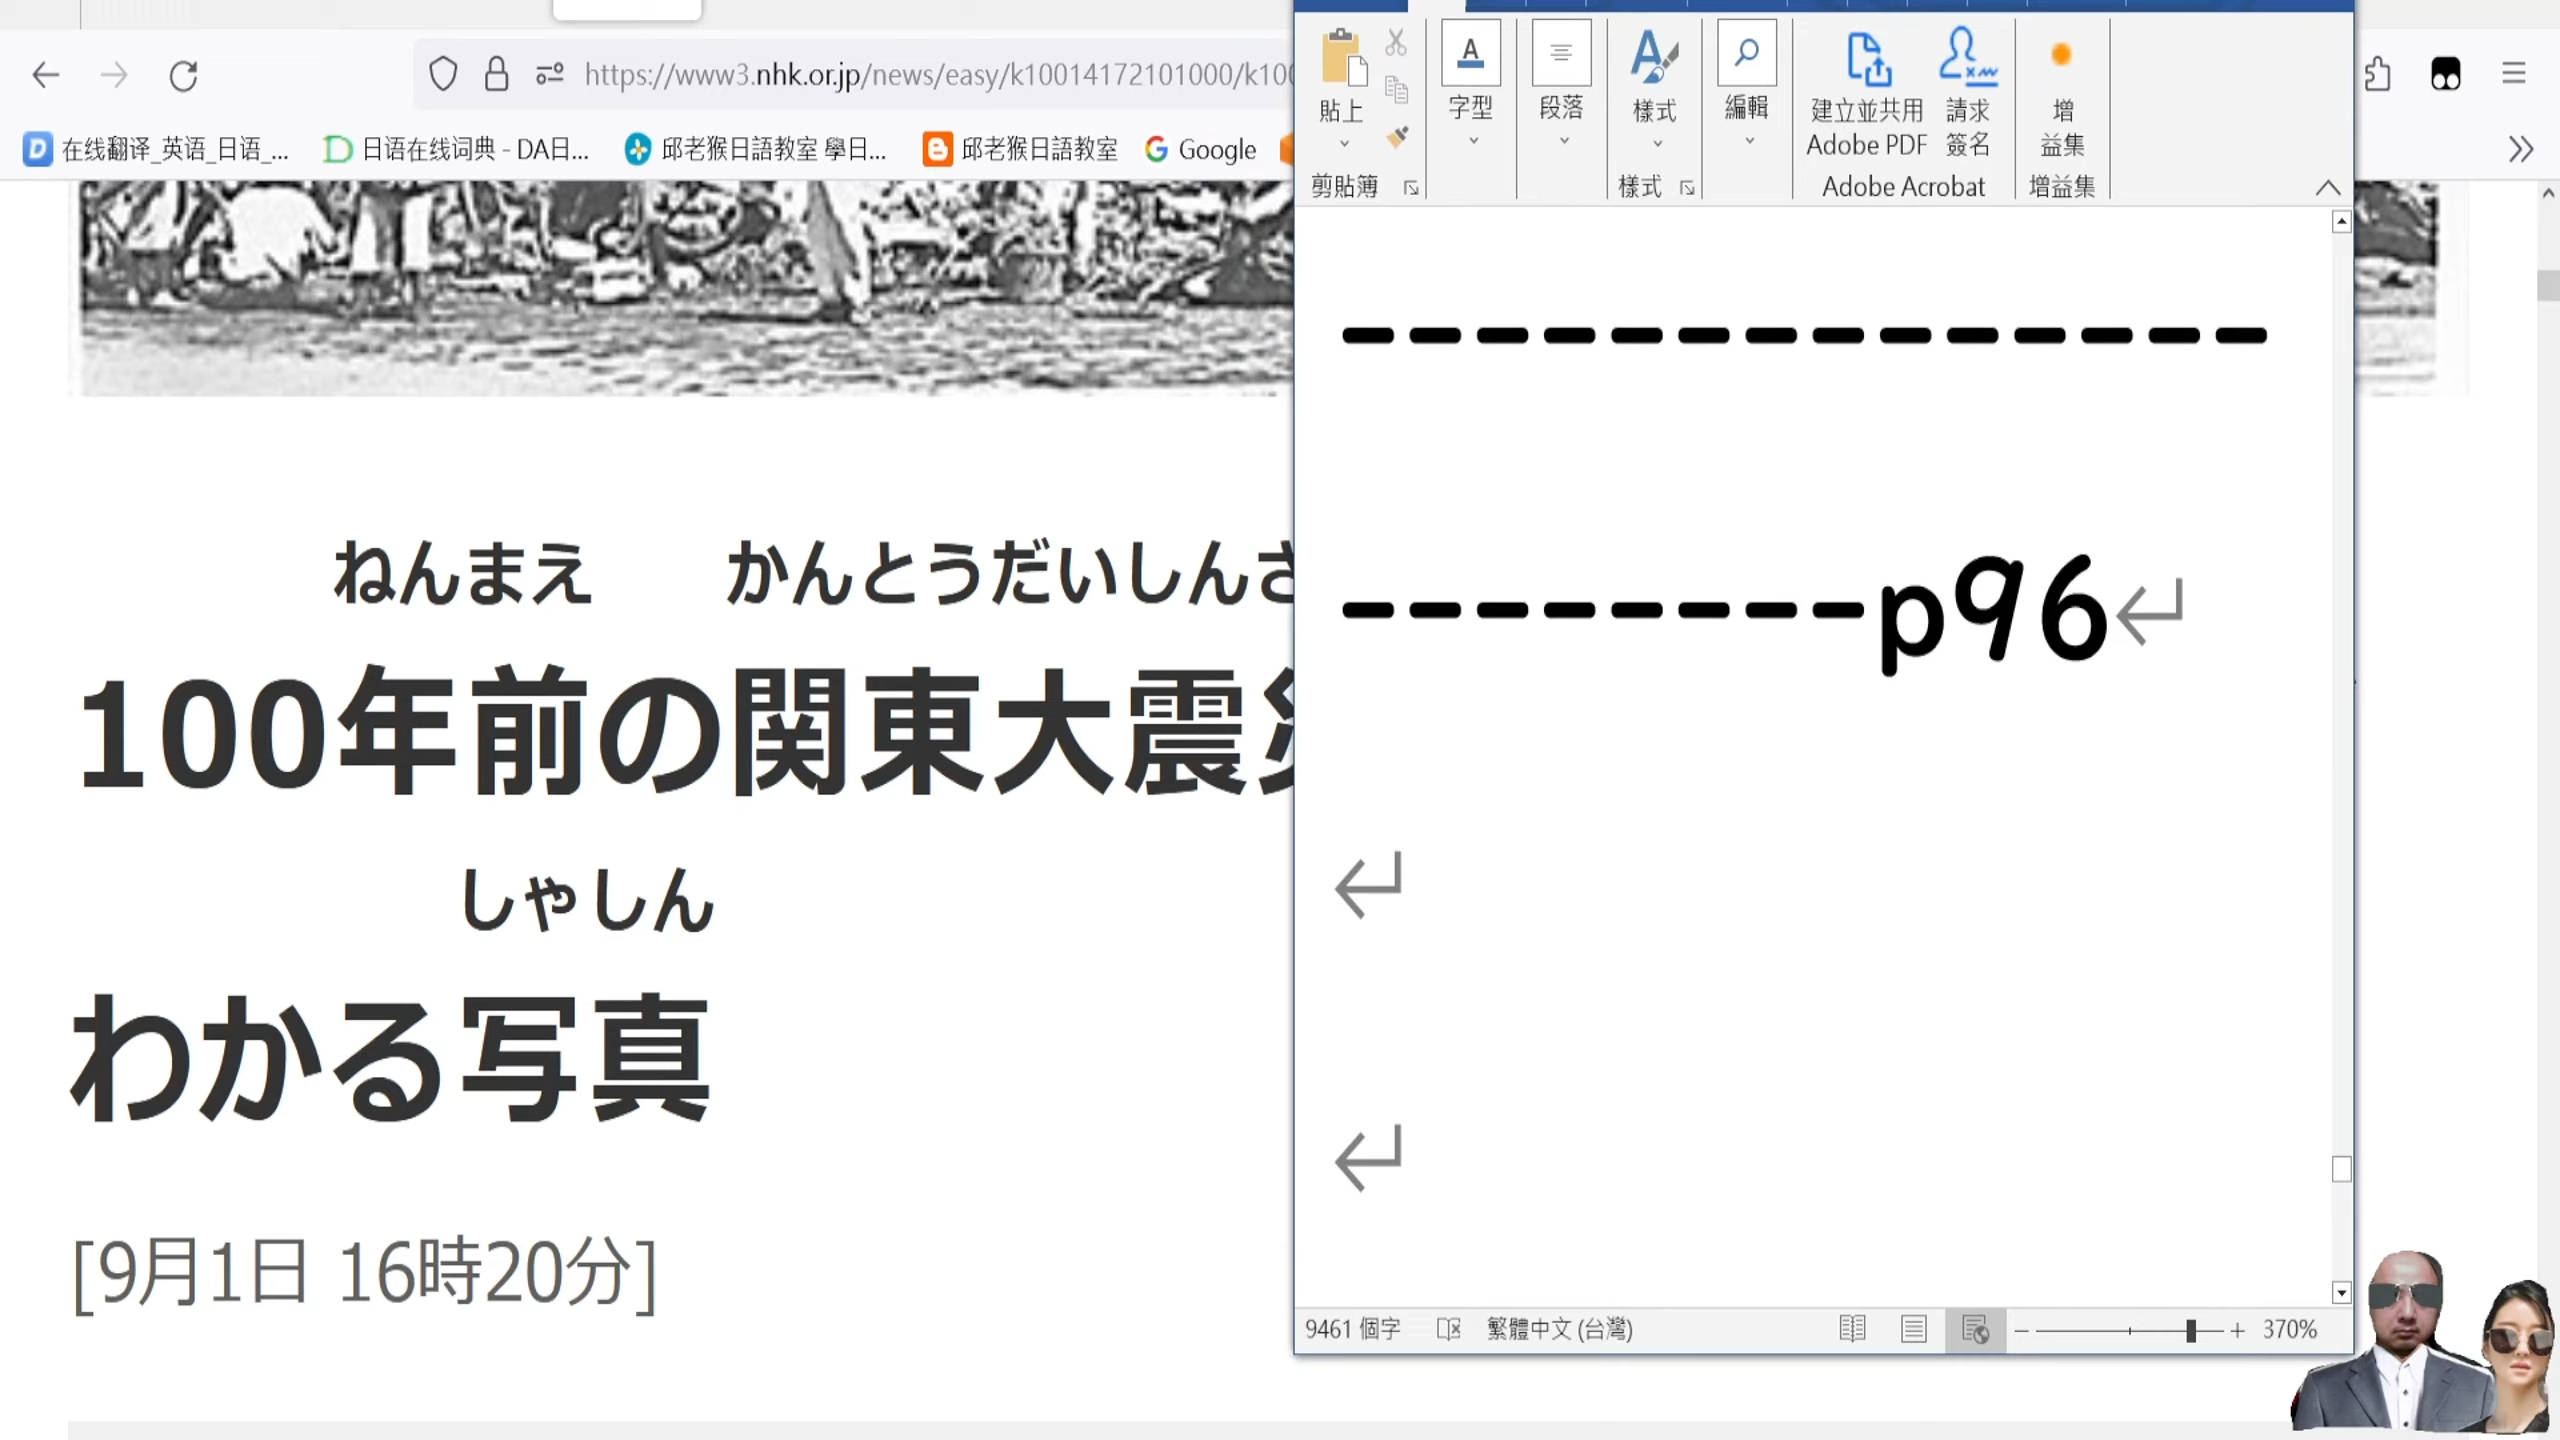 https://www3.nhk.or.jp/news/easy/k10014172101000/k100
在线翻译_英语_日语_...
日语在线词典 - DA日...
邱老猴日語教室 學日...
邱老猴日語教室
Google
ねんまえ かんとうだいしんさ
100年前の関東大震災
しゃしん
わかる写真
[9月1日 16時20分]
貼上
字型
段落
樣式
編輯
建立並共用
Adobe PDF
請求
簽名
增
益集
剪貼簿
樣式
Adobe Acrobat
增益集
--------------
--------p96
9461 個字
繁體中文 (台灣)
370%